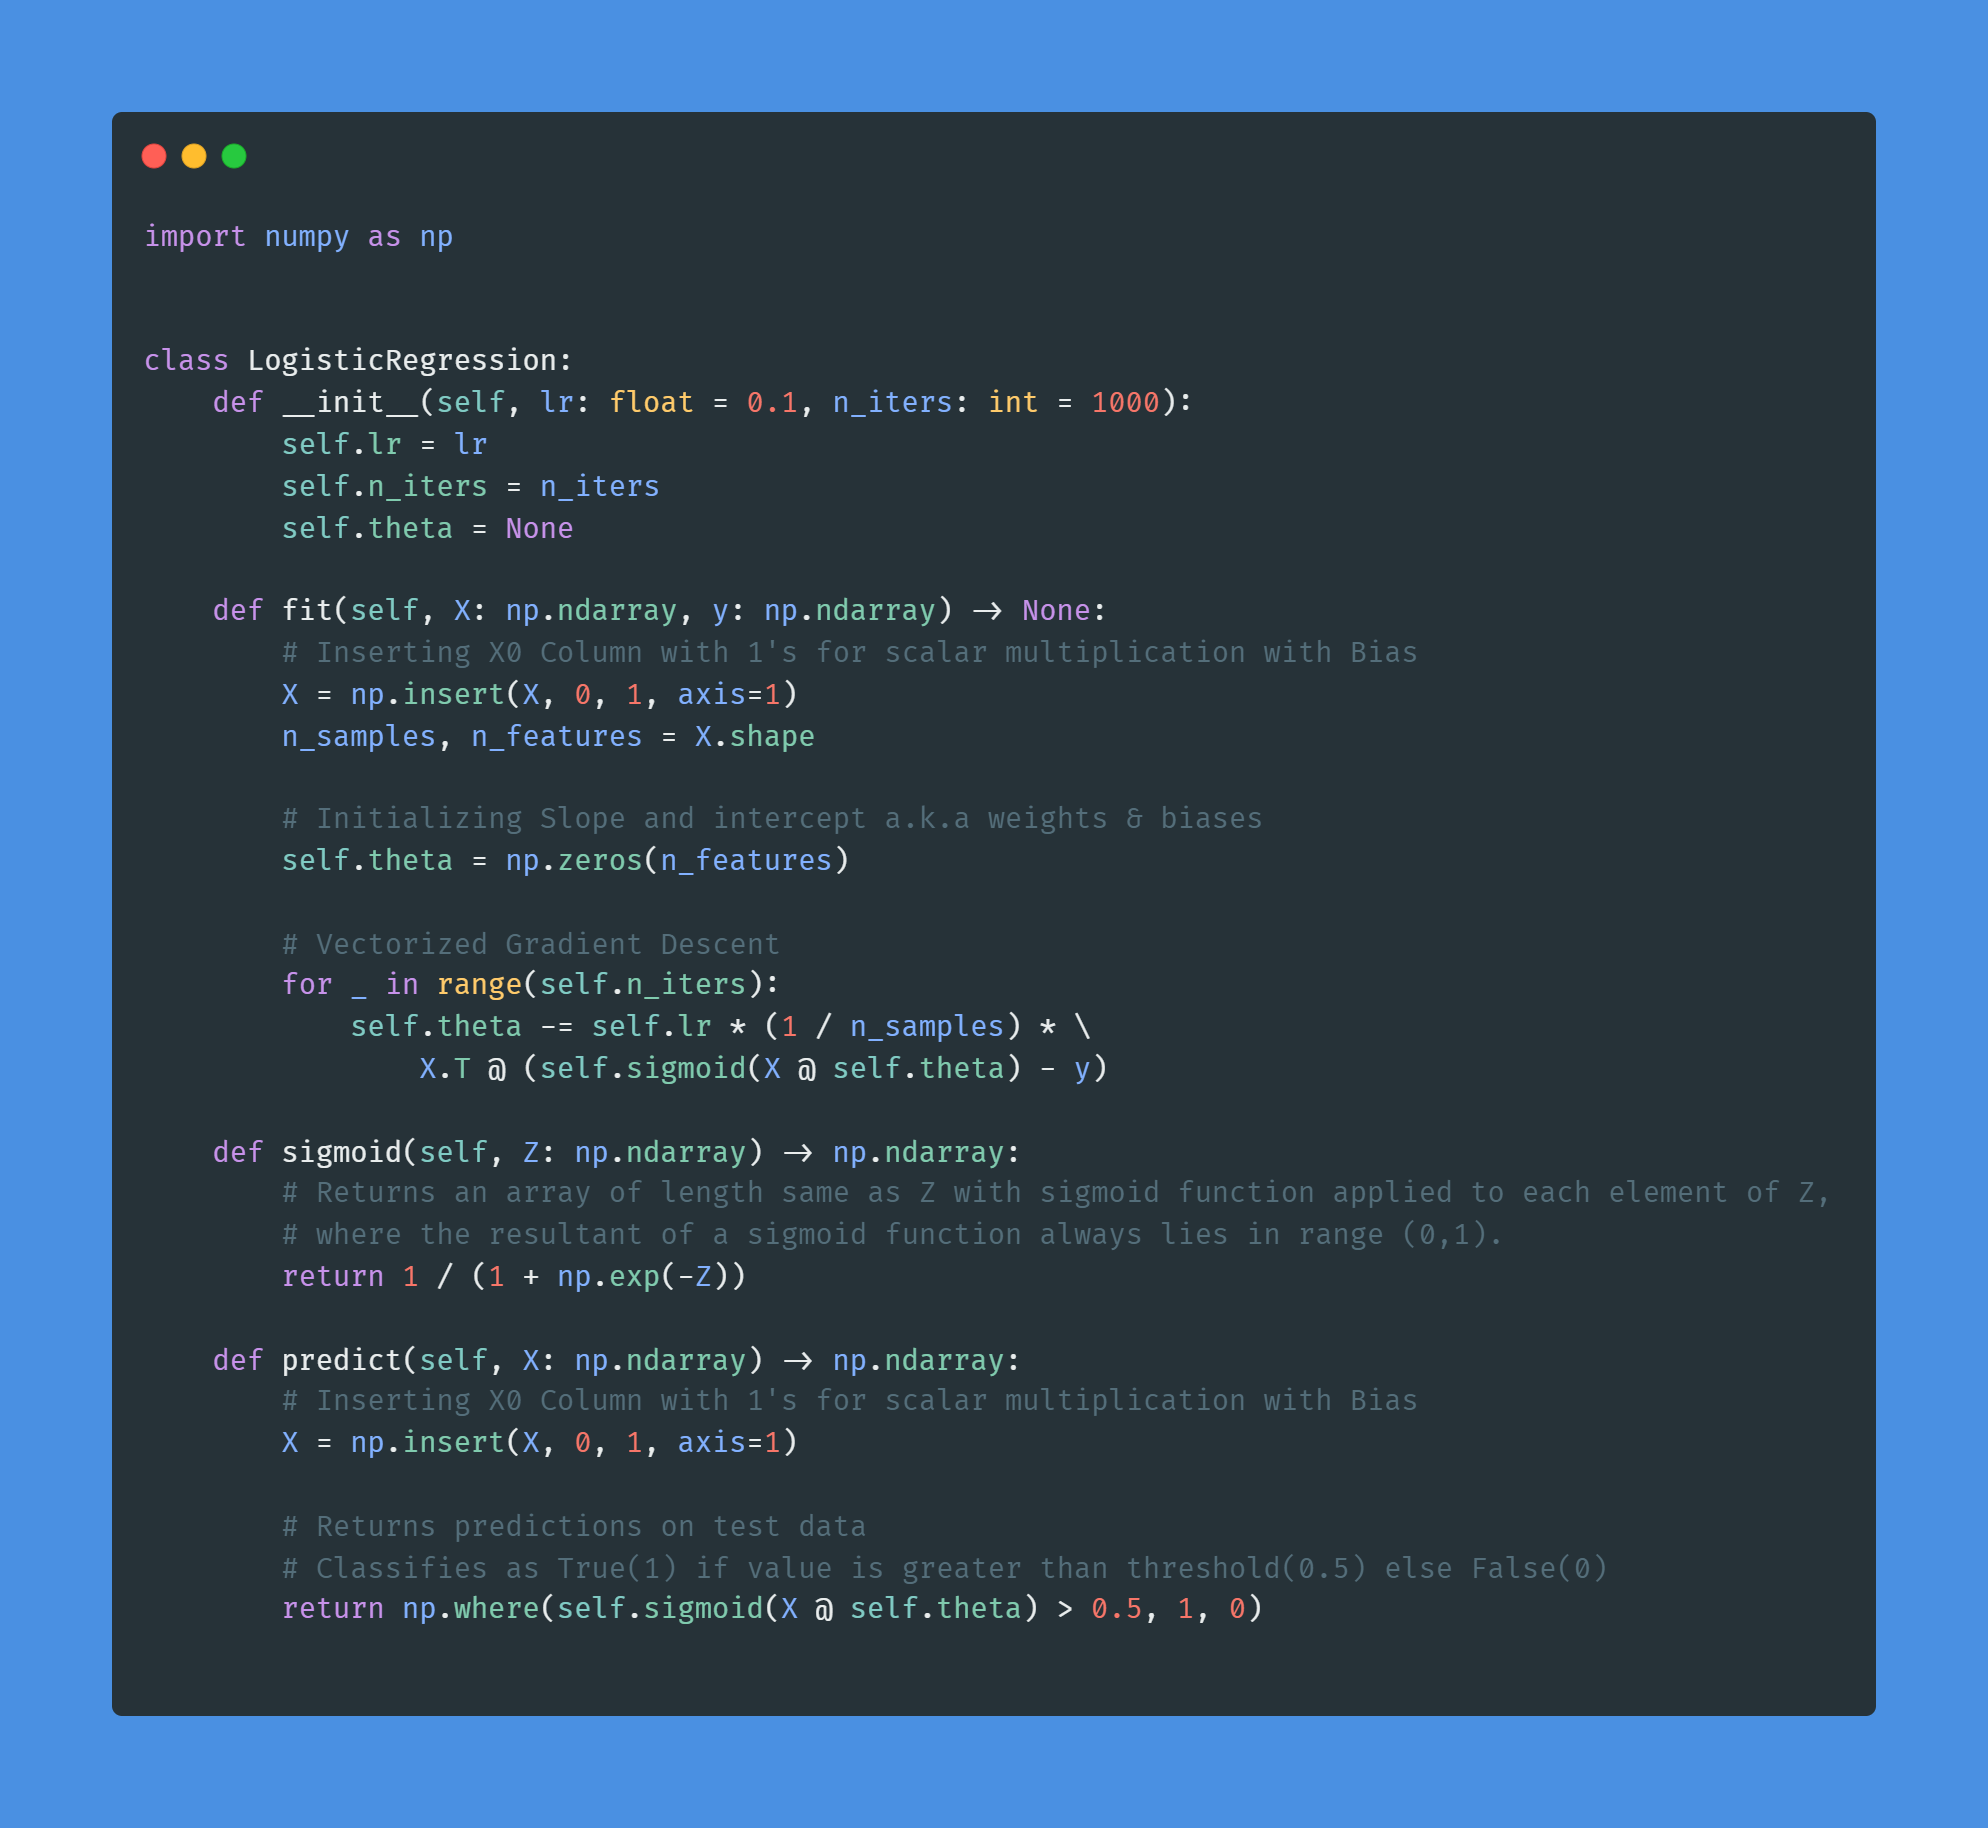 import numpy as np
class LogisticRegression:
    def __init__(self, lr: float = 0.1, n_iters: int = 1000):
        self.lr = lr
        self.n_iters = n_iters
        self.theta = None
    def fit(self, X: np.ndarray, y: np.ndarray) -> None:
        # Inserting X0 Column with 1's for scalar multiplication with Bias
        X = np.insert(X, 0, 1, axis=1)
        n_samples, n_features = X.shape
        # Initializing Slope and intercept a.k.a weights & biases
        self.theta = np.zeros(n_features)
        # Vectorized Gradient Descent
        for _ in range(self.n_iters):
            self.theta -= self.lr * (1 / n_samples) * \
                X.T @ (self.sigmoid(X @ self.theta) - y)
    def sigmoid(self, Z: np.ndarray) -> np.ndarray:
        # Returns an array of length same as Z with sigmoid function applied to each element of Z,
        # where the resultant of a sigmoid function always lies in range (0,1).
        return 1 / (1 + np.exp(-Z))
    def predict(self, X: np.ndarray) -> np.ndarray:
        # Inserting X0 Column with 1's for scalar multiplication with Bias
        X = np.insert(X, 0, 1, axis=1)
        # Returns predictions on test data
        # Classifies as True(1) if value is greater than threshold(0.5) else False(0)
        return np.where(self.sigmoid(X @ self.theta) > 0.5, 1, 0)